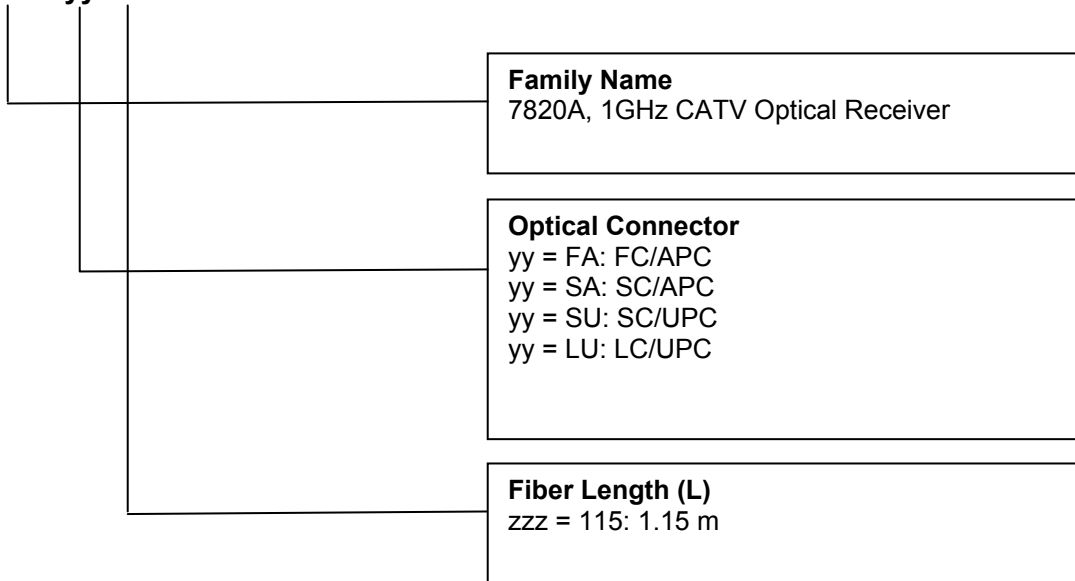 Family Name
7820A, 1GHz CATV Optical Receiver
Optical Connector
yy = FA: FC/APC
yy = SA: SC/APC
yy = SU: SC/UPC
yy = LU: LC/UPC
Fiber Length (L)
zzz = 115: 1.15 m